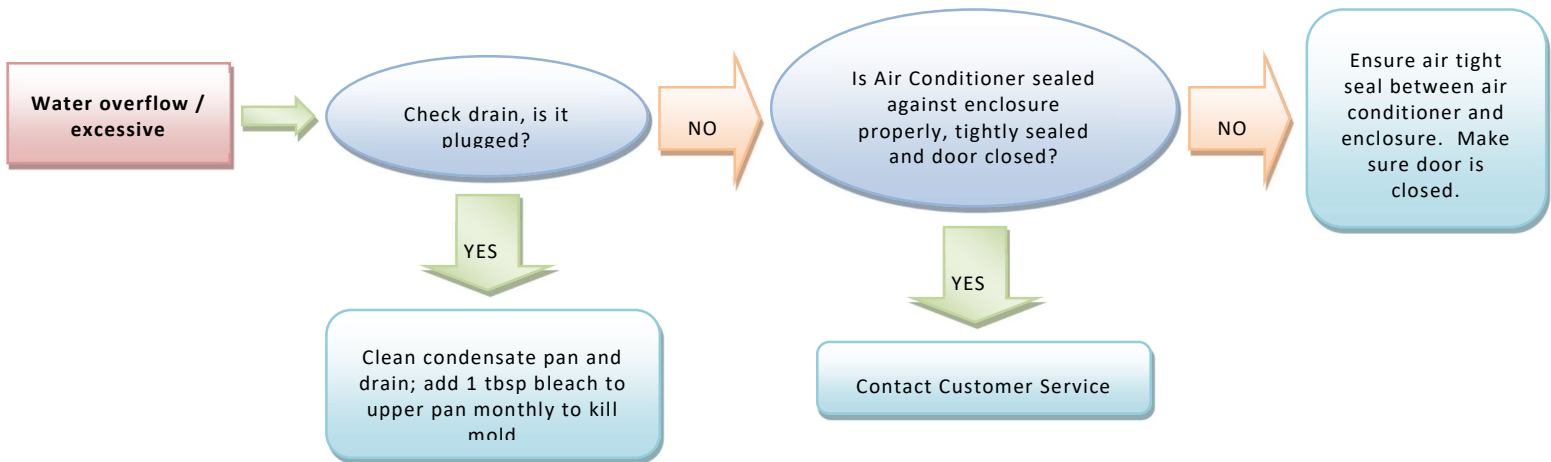 Water overflow /
excessive
Check drain, is it
plugged?
NO
Is Air Conditioner sealed
against enclosure
properly, tightly sealed
and door closed?
NO
Ensure air tight
seal between air
conditioner and
enclosure. Make
sure door is
closed.
YES
Clean condensate pan and
drain; add 1 tbsp bleach to
upper pan monthly to kill
mold
YES
Contact Customer Service